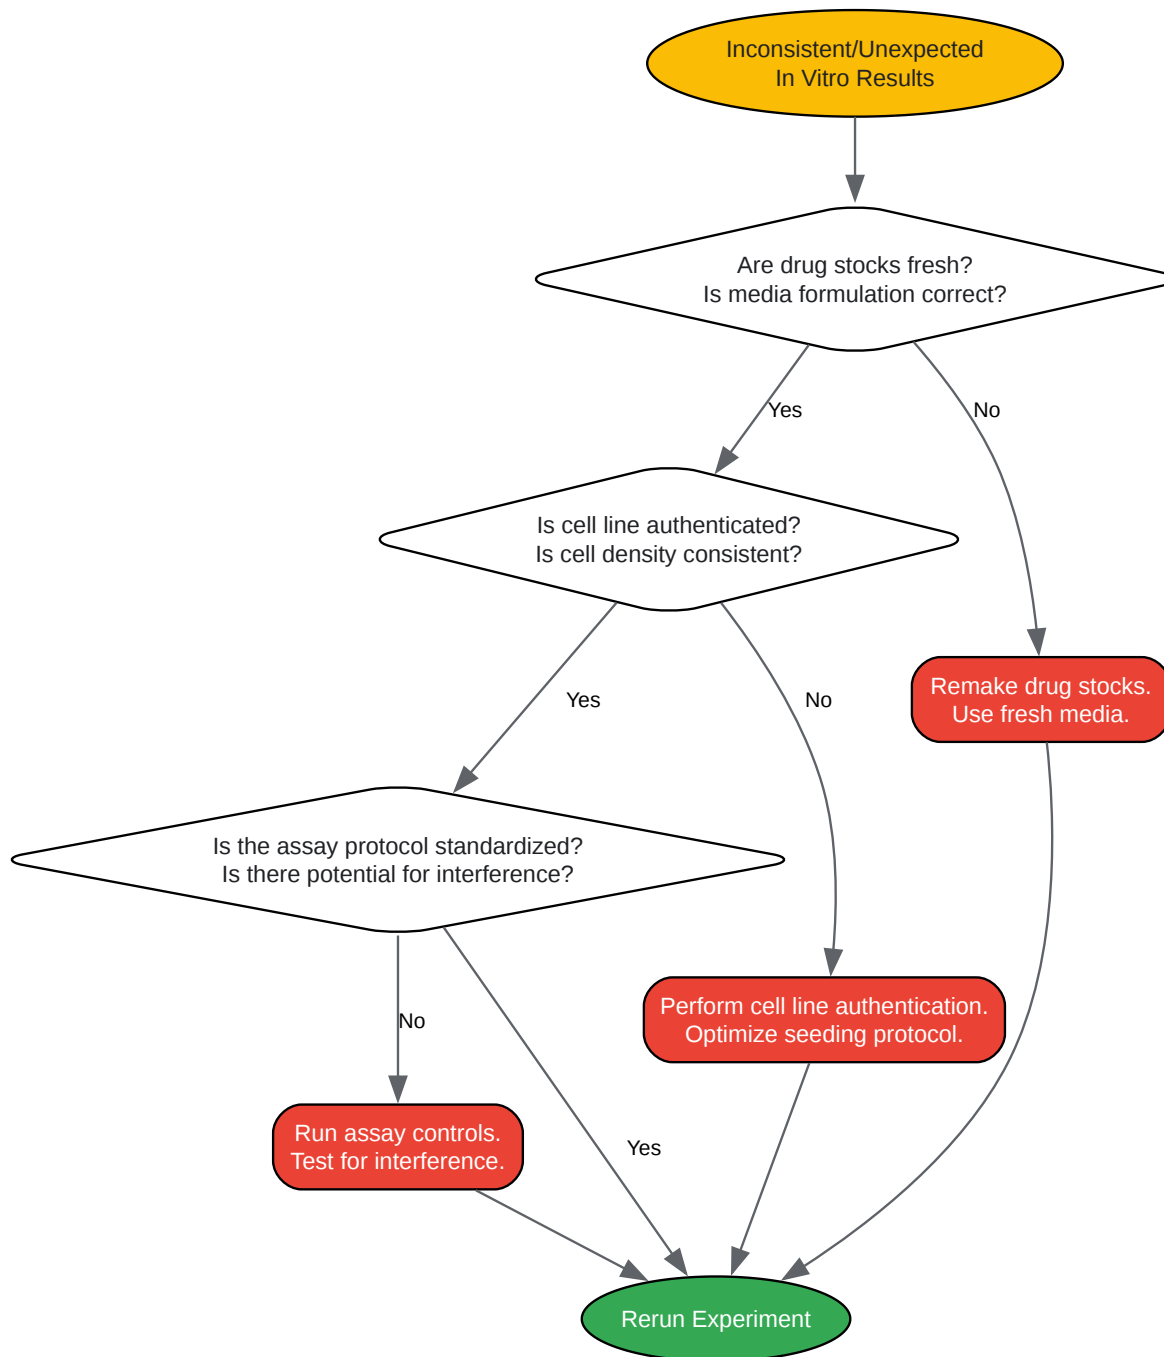 Inconsistent/Unexpected
In Vitro Results
Are drug stocks fresh?
Is media formulation correct?
Yes
No
Is cell line authenticated?
Is cell density consistent?
Yes
No
Remake drug stocks.
Use fresh media.
Is the assay protocol standardized?
Is there potential for interference?
No
Perform cell line authentication.
Optimize seeding protocol.
Run assay controls.
Test for interference.
Yes
Rerun Experiment